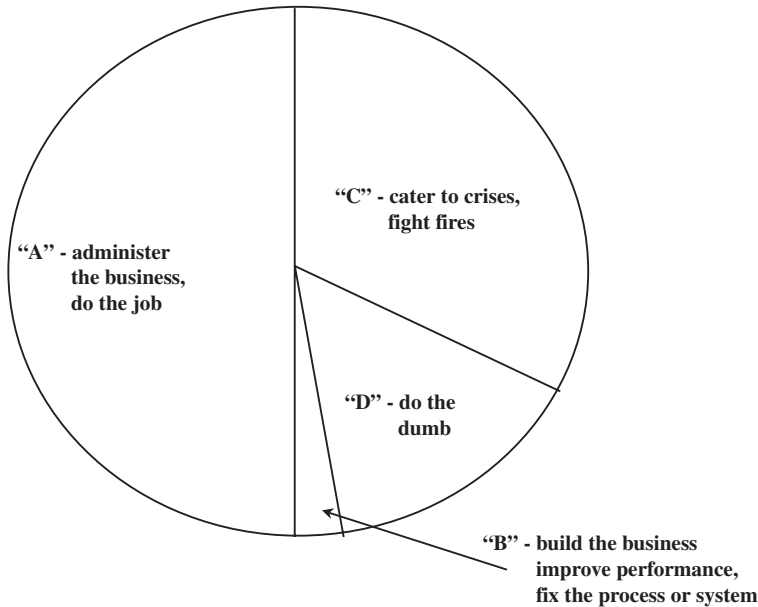 “C” - cater to crises,
fight fires
“A” - administer
the business,
do the job
“D” - do the
dumb
“B” - build the business
improve performance,
fix the process or system